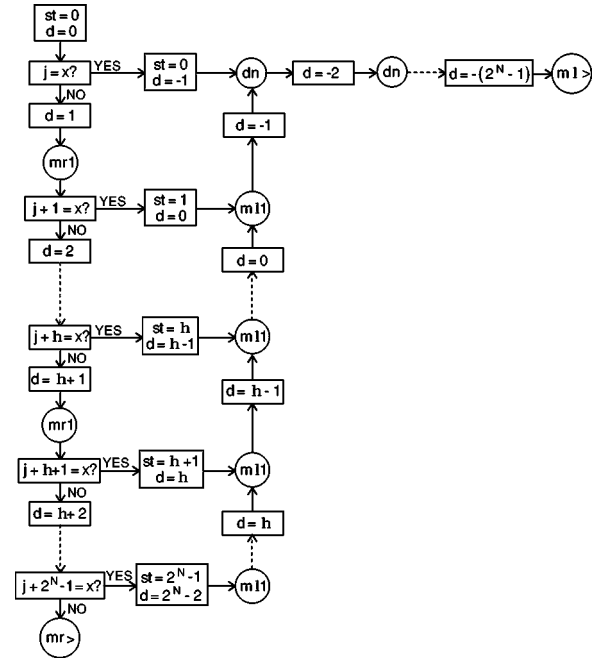 st = 0
d = 0
j = x?
YES
st = 0
d = -1
dn
d = -2
dn
d = -(2^N - 1)
ml >
NO
d = 1
d = -1
mr1
j + 1 = x?
YES
st = 1
d = 0
ml1
NO
d = 2
d = 0
j + h = x?
YES
st = h
d = h - 1
ml1
NO
d = h + 1
d = h - 1
mr1
j + h + 1 = x?
YES
st = h + 1
d = h
ml1
NO
d = h + 2
d = h
j + 2^N - 1 = x?
YES
st = 2^N - 1
d = 2^N - 2
ml1
NO
mr >